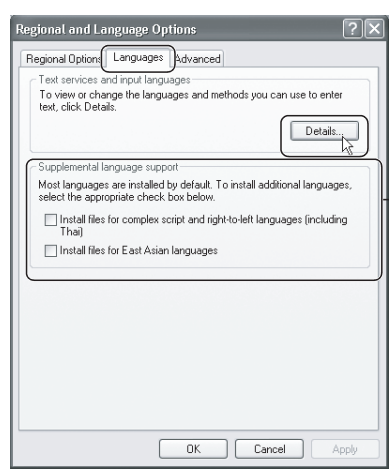 Regional and Language Options
Regional Options Languages Advanced
Text services and input languages
To view or change the languages and methods you can use to enter
text, click Details.
Details...
Supplemental language support
Most languages are installed by default. To install additional languages,
select the appropriate check box below.
Install files for complex script and right-to-left languages (including
Thai)
Install files for East Asian languages
OK Cancel Apply